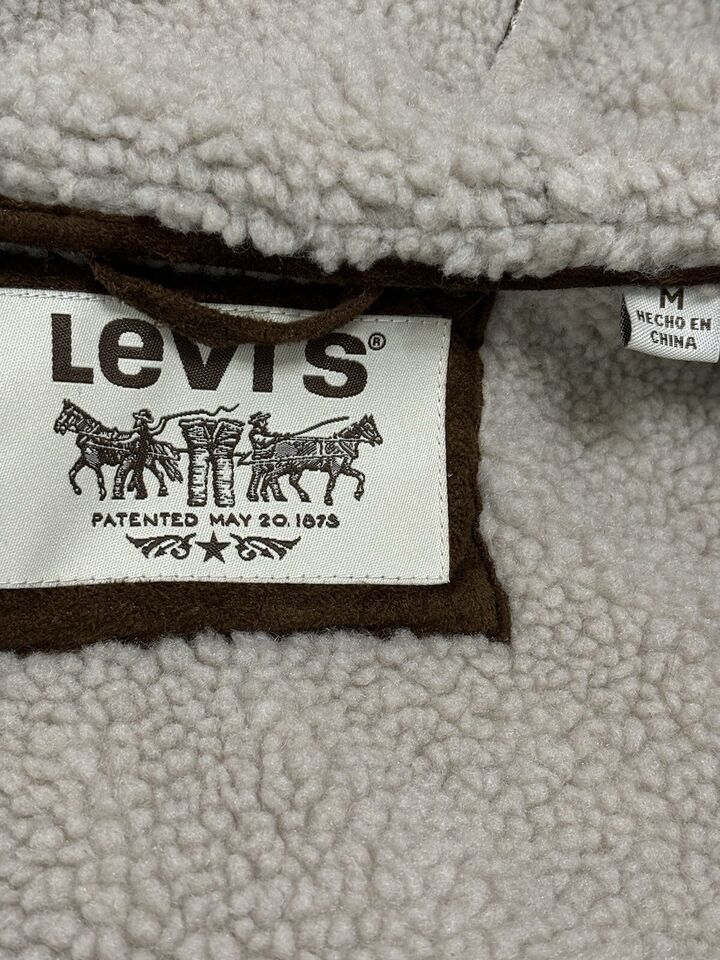 Levi's®
PATENTED MAY 20.1873
M
HECHO EN
CHINA